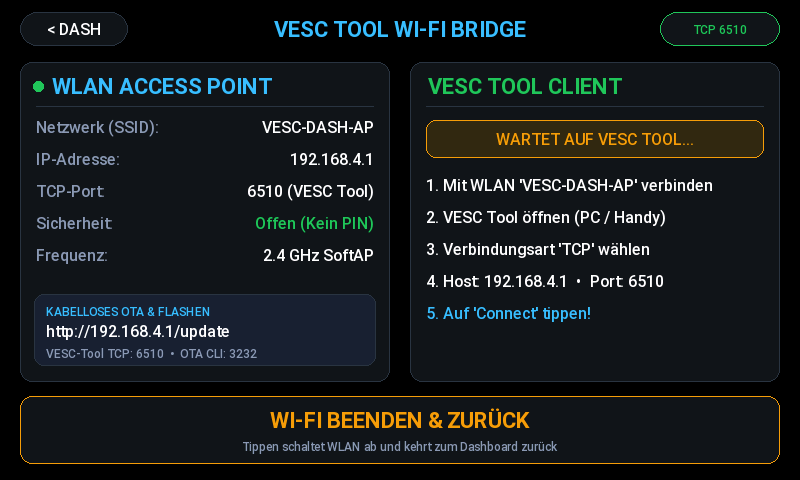 < DASH
VESC TOOL WI-FI BRIDGE
TCP 6510
WLAN ACCESS POINT
Netzwerk (SSID): VESC-DASH-AP
IP-Adresse: 192.168.4.1
TCP-Port: 6510 (VESC Tool)
Sicherheit: Offen (Kein PIN)
Frequenz: 2.4 GHz SoftAP
KABELLOSES OTA & FLASHEN
http://192.168.4.1/update
VESC-Tool TCP: 6510 • OTA CLI: 3232
VESC TOOL CLIENT
WARTET AUF VESC TOOL...
1. Mit WLAN 'VESC-DASH-AP' verbinden
2. VESC Tool öffnen (PC / Handy)
3. Verbindungsart 'TCP' wählen
4. Host: 192.168.4.1 • Port: 6510
5. Auf 'Connect' tippen!
WI-FI BEENDEN & ZURÜCK
Tippen schaltet WLAN ab und kehrt zum Dashboard zurück